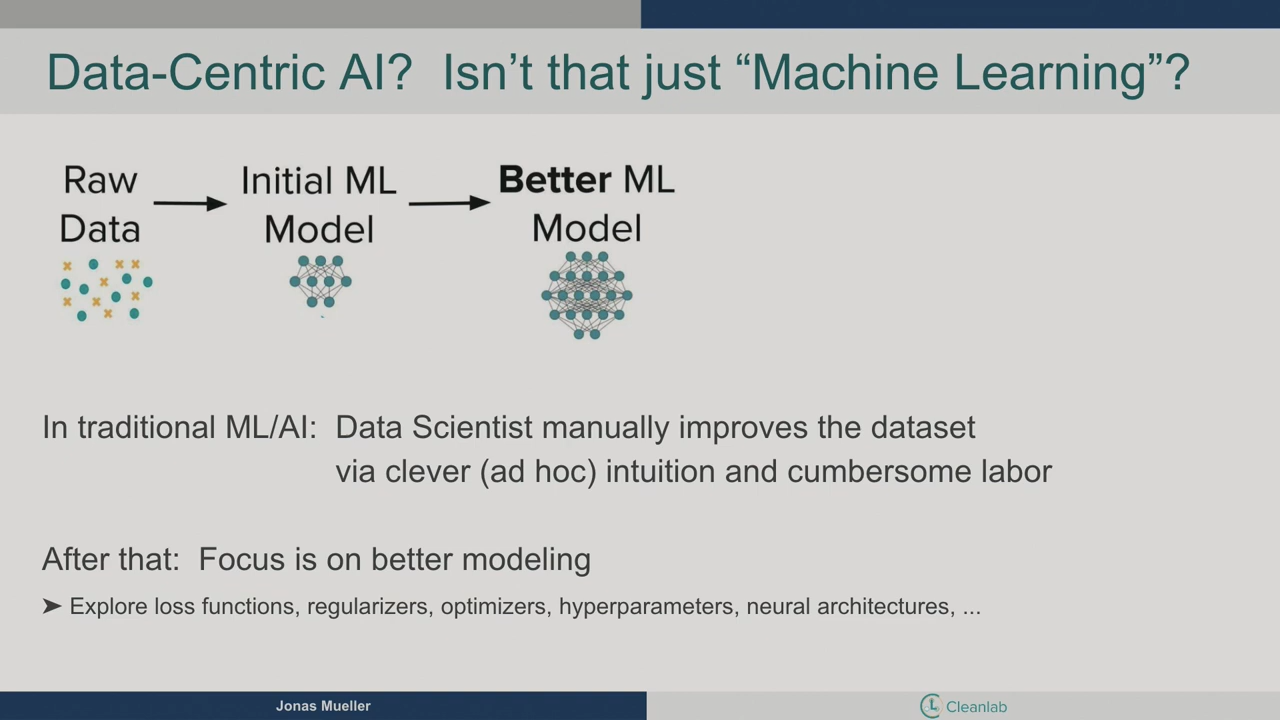 Data-Centric AI? Isn’t that just “Machine Learning”?
Raw
Data
Initial ML
Model
Better ML
Model
In traditional ML/AI: Data Scientist manually improves the dataset
via clever (ad hoc) intuition and cumbersome labor
After that: Focus is on better modeling
➤ Explore loss functions, regularizers, optimizers, hyperparameters, neural architectures, ...
Jonas Mueller
Cleanlab